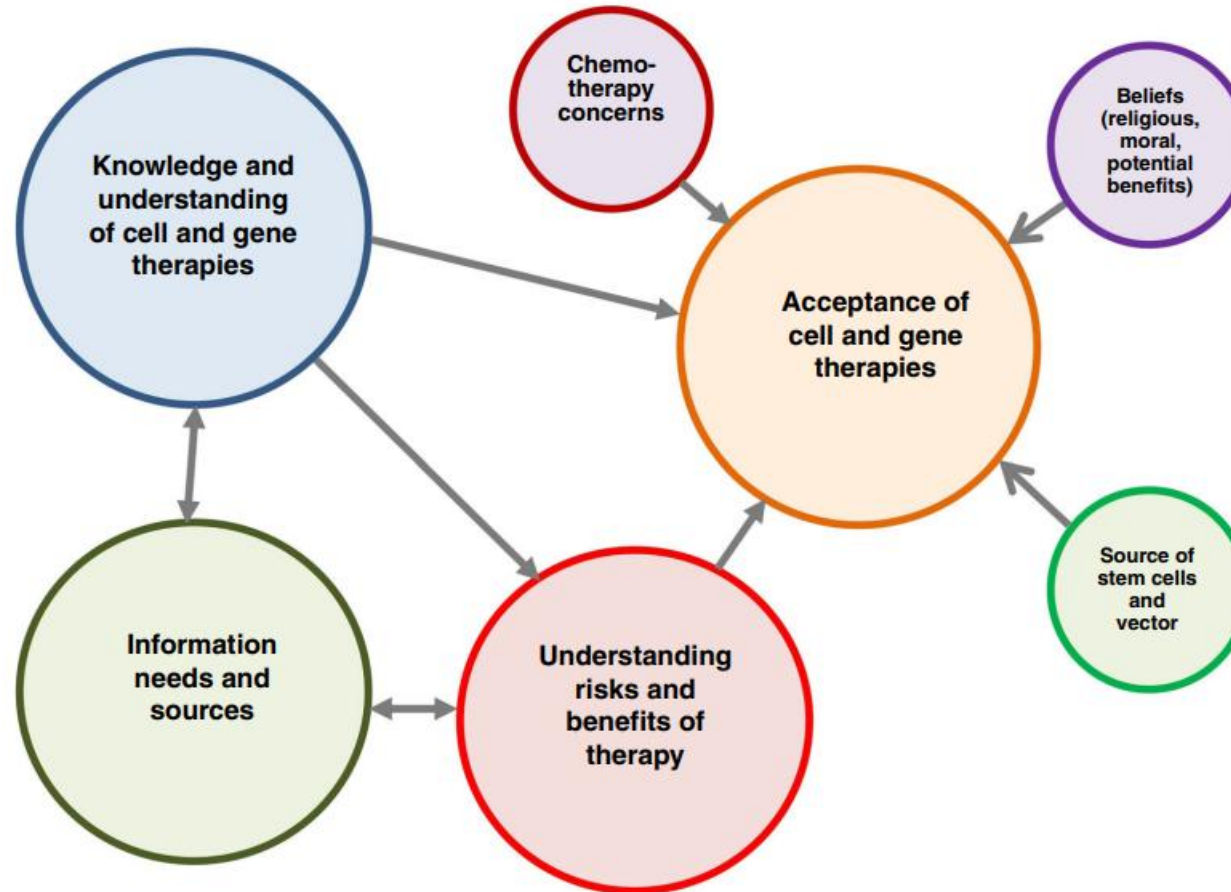 Chemo-
therapy
concerns
Beliefs
(religious,
moral,
potential
benefits)
Knowledge and
understanding
of cell and gene
therapies
Acceptance of
cell and gene
therapies
Source of
stem cells
and
vector
Information
needs and
sources
Understanding
risks and
benefits of
therapy